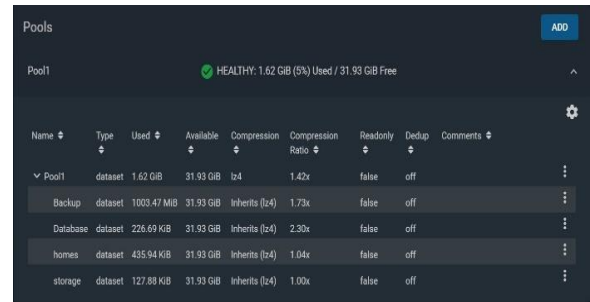 Pools
ADD
Pool1 HEALTHY: 1.62 GiB (5%) Used / 31.93 GiB Free
Name Type Used Available Compression Compression Ratio Readonly Dedup Comments
Pool1 dataset 1.62 GiB 31.93 GiB lz4 1.42x false off
Backup dataset 1003.47 MiB 31.93 GiB Inherits (lz4) 1.73x false off
Database dataset 226.69 KiB 31.93 GiB Inherits (lz4) 2.30x false off
homes dataset 435.94 KiB 31.93 GiB Inherits (lz4) 1.04x false off
storage dataset 127.88 KiB 31.93 GiB Inherits (lz4) 1.00x false off